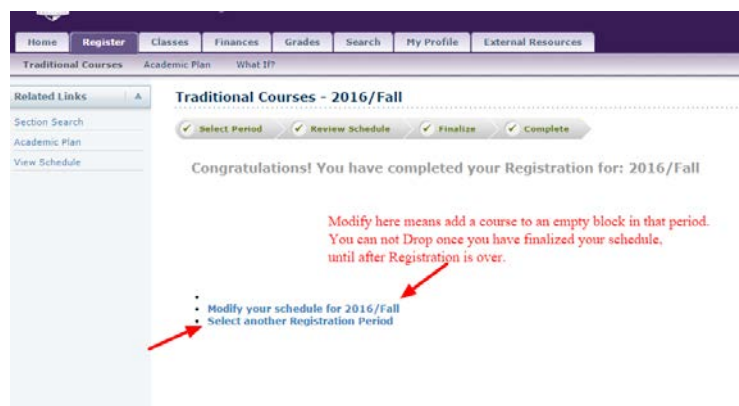 Home Register Classes Finances Grades Search My Profile External Resources
Traditional Courses Academic Plan What If?
Related Links
Section Search
Academic Plan
View Schedule
Traditional Courses - 2016/Fall
Select Period Review Schedule Finalize Complete
Congratulations! You have completed your Registration for: 2016/Fall
Modify here means add a course to an empty block in that period.
You can not Drop once you have finalized your schedule,
until after Registration is over.
Modify your schedule for 2016/Fall
Select another Registration Period